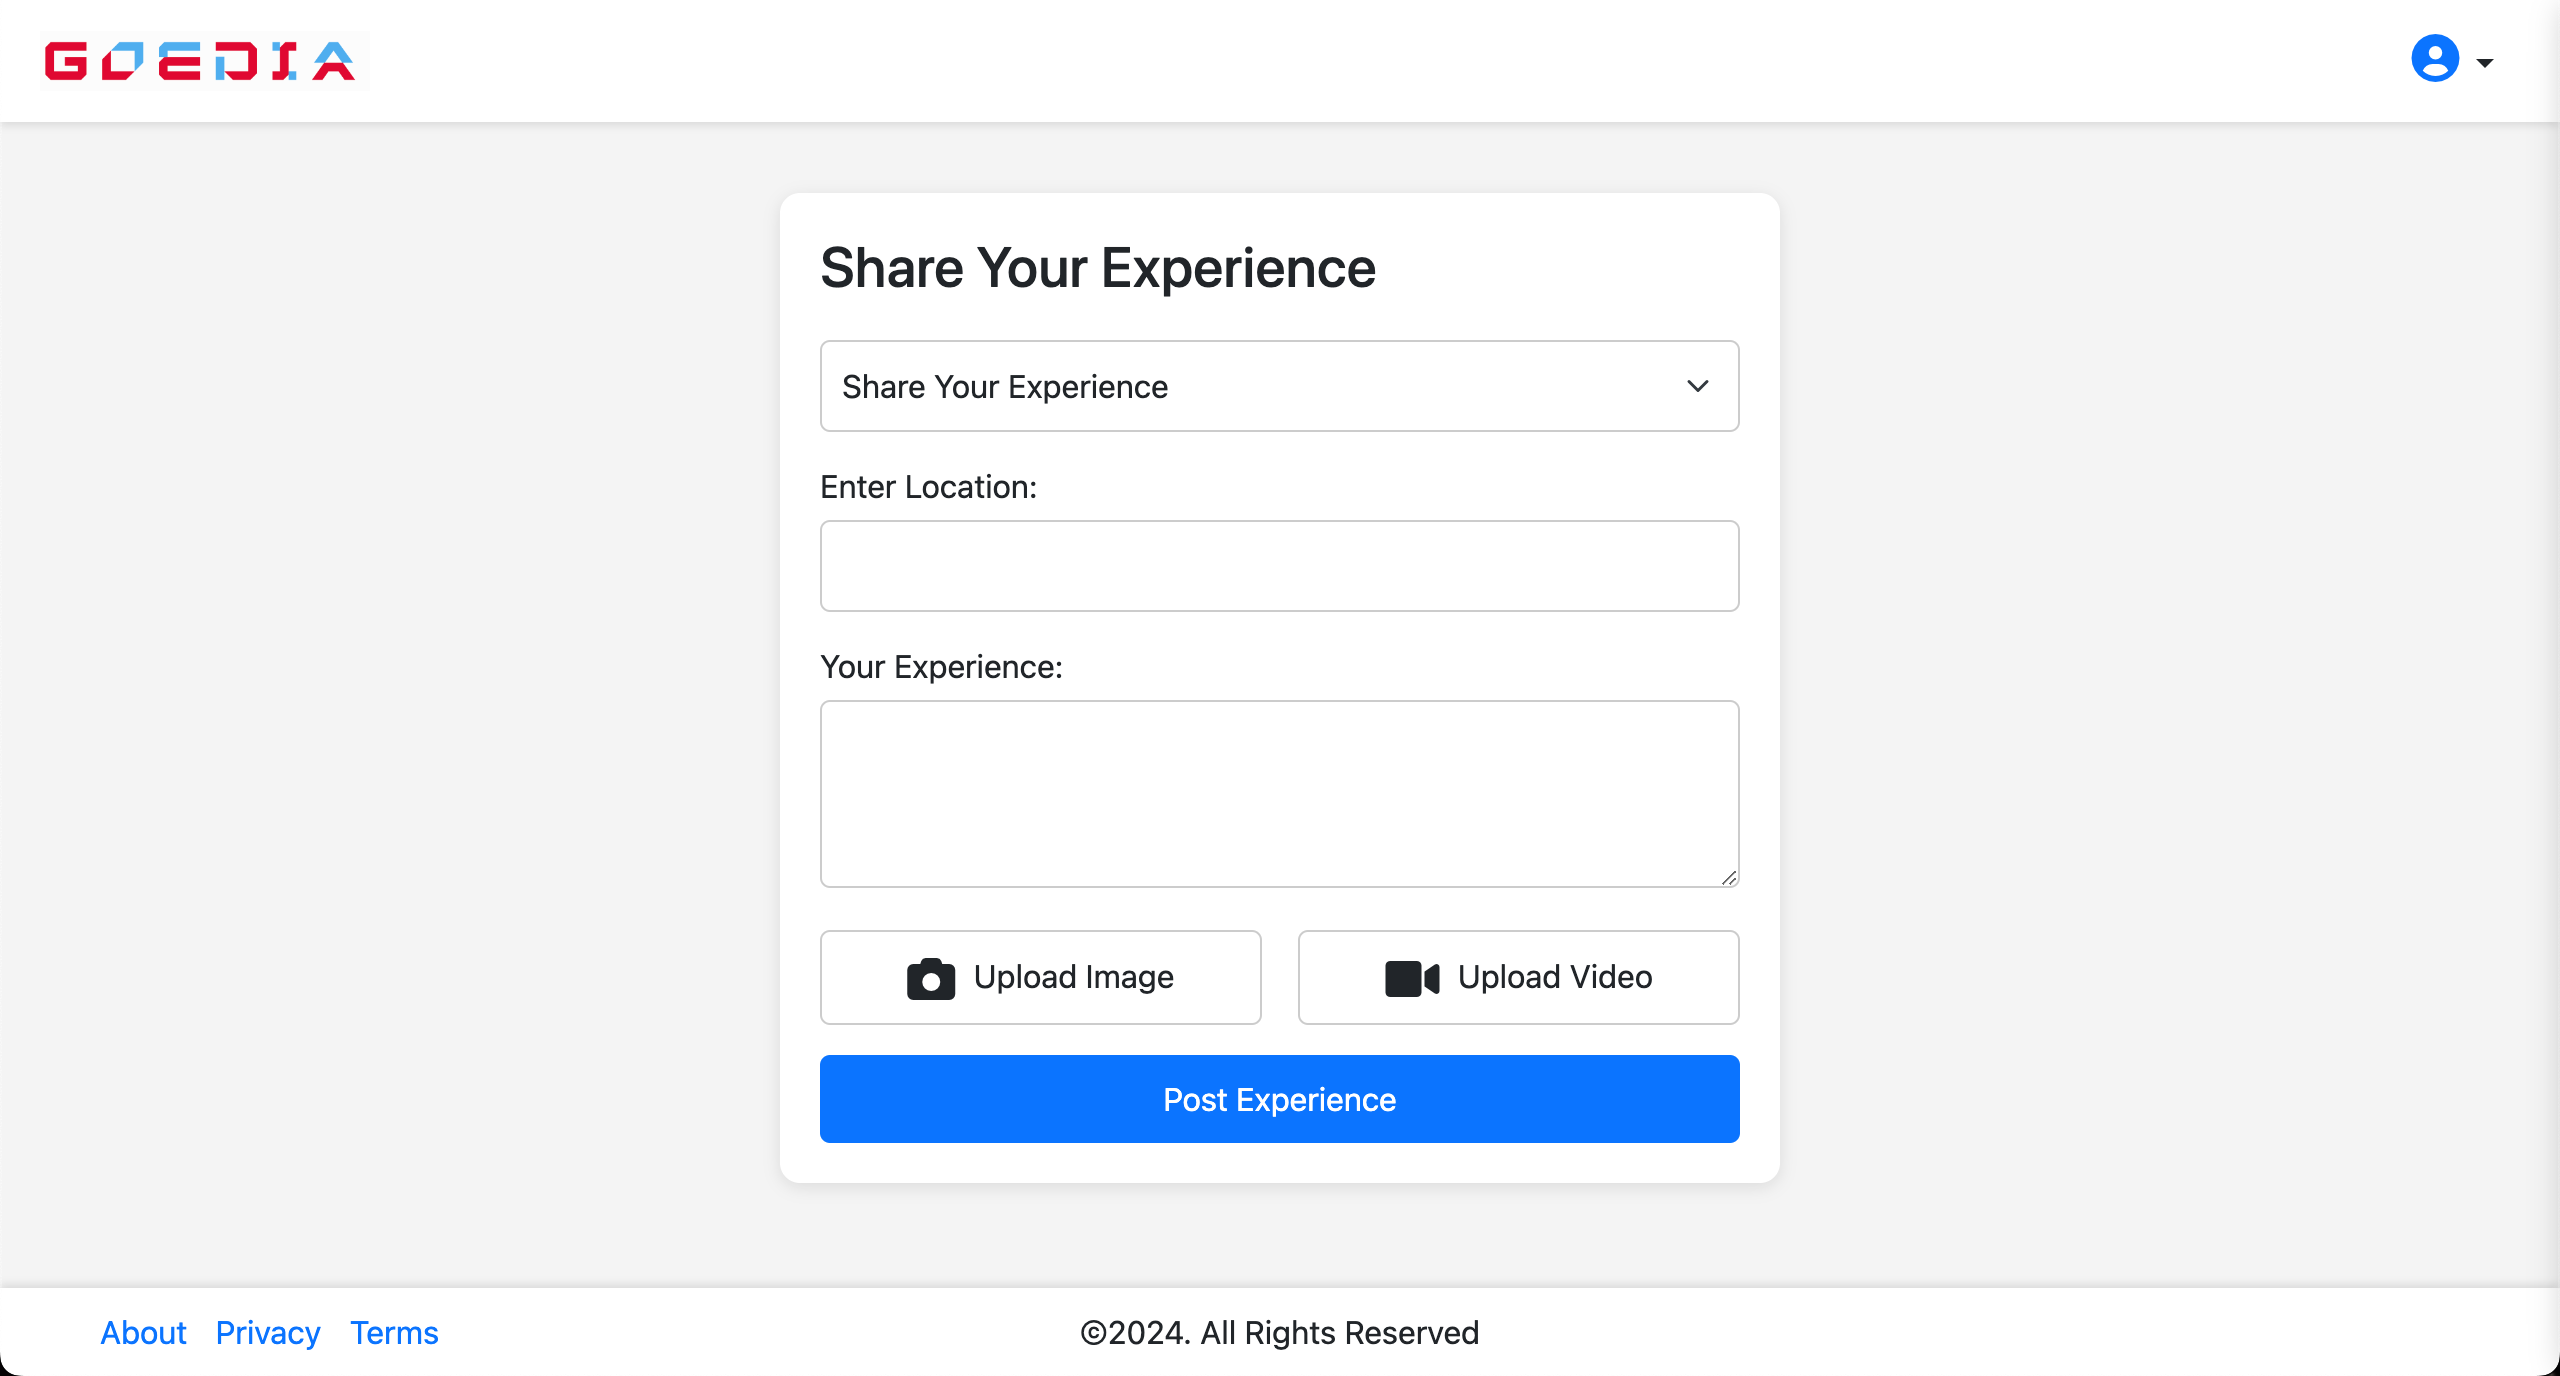 GOEDIA
Share Your Experience
Share Your Experience
Enter Location:
Your Experience:
Upload Image
Upload Video
Post Experience
About Privacy Terms
©2024. All Rights Reserved